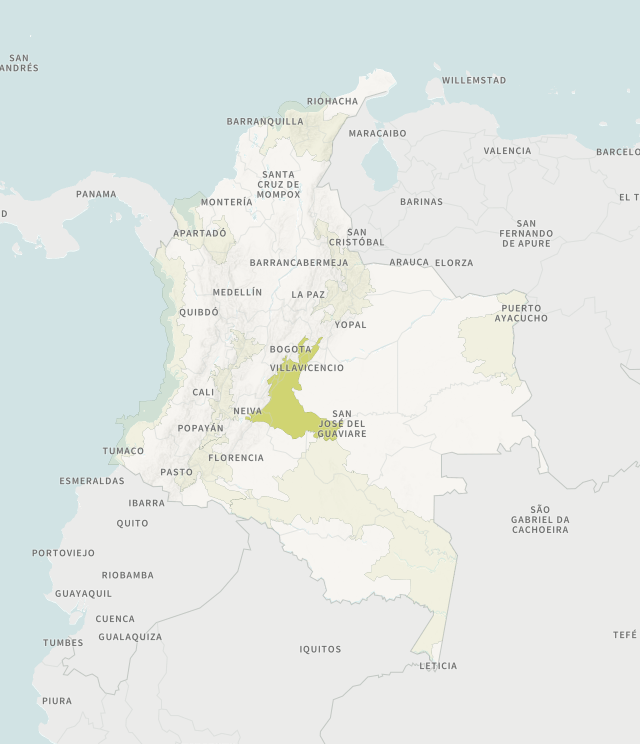 SAN
ANDRÉS
WILLEMSTAD
RIOHACHA
BARRANQUILLA
MARACAIBO
VALENCIA
BARCELO
SANTA
CRUZ DE
MOMPOX
PANAMA
MONTERÍA
BARINAS
EL T
D
SAN
FERNANDO
DE APURE
APARTADÓ
SAN
CRISTÓBAL
BARRANCABERMEJA
ARAUCA
ELORZA
MEDELLÍN
LA PAZ
QUIBDÓ
PUERTO
AYACUCHO
YOPAL
BOGOTA
VILLAVICENCIO
CALI
NEIVA
SAN
JOSÉ DEL
GUAVIARE
POPAYÁN
TUMACO
FLORENCIA
PASTO
ESMERALDAS
IBARRA
QUITO
SÃO
GABRIEL DA
CACHOEIRA
PORTOVIEJO
RIOBAMBA
GUAYAQUIL
CUENCA
TUMBES
GUALAQUIZA
TEFÉ
IQUITOS
LETICIA
PIURA